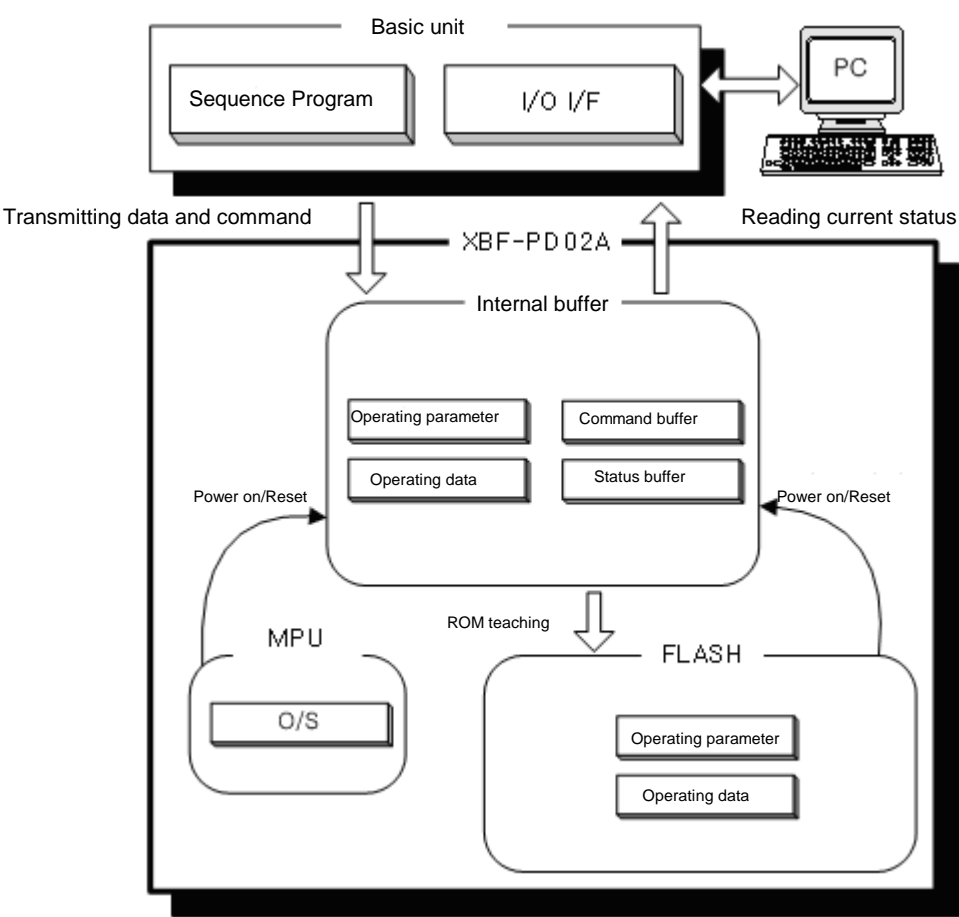 Basic unit
Sequence Program
I/O I/F
PC
Transmitting data and command
Reading current status
XBF-PD02A
Internal buffer
Operating parameter
Command buffer
Operating data
Status buffer
Power on/Reset
Power on/Reset
ROM teaching
MPU
FLASH
O/S
Operating parameter
Operating data